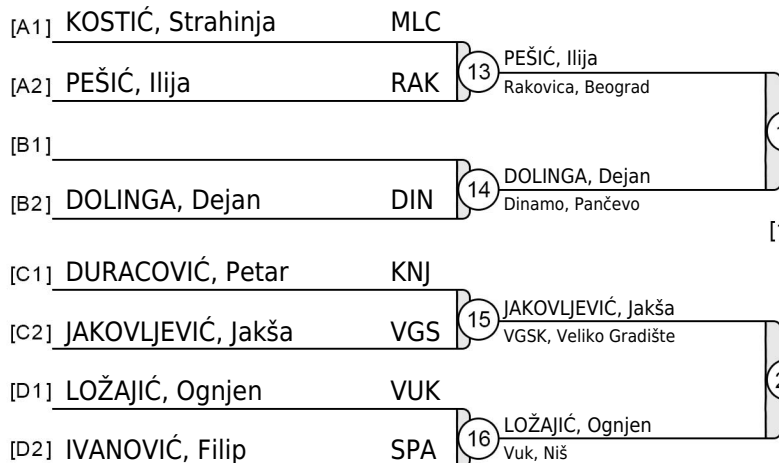 [A1] KOSTIĆ, Strahinja MLC
[A2] PEŠIĆ, Ilija RAK
13 PEŠIĆ, Ilija
Rakovica, Beograd
[B1]
[B2] DOLINGA, Dejan DIN
14 DOLINGA, Dejan
Dinamo, Pančevo
[C1] DURACOVIĆ, Petar KNJ
[C2] JAKOVLJEVIĆ, Jakša VGS
15 JAKOVLJEVIĆ, Jakša
VGSK, Veliko Gradište
[D1] LOŽAJIĆ, Ognjen VUK
[D2] IVANOVIĆ, Filip SPA
16 LOŽAJIĆ, Ognjen
Vuk, Niš